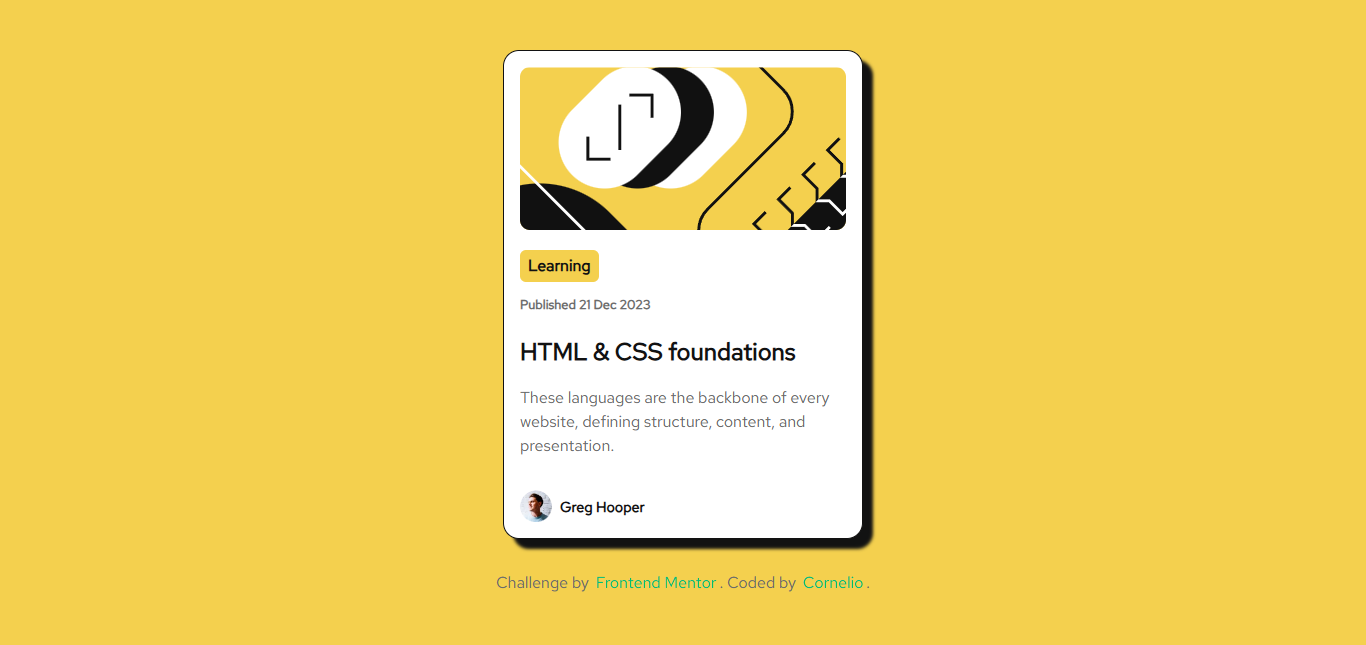 Learning
Published 21 Dec 2023
HTML & CSS foundations
These languages are the backbone of every
website, defining structure, content, and
presentation.
Greg Hooper
Challenge by Frontend Mentor . Coded by Cornelio .